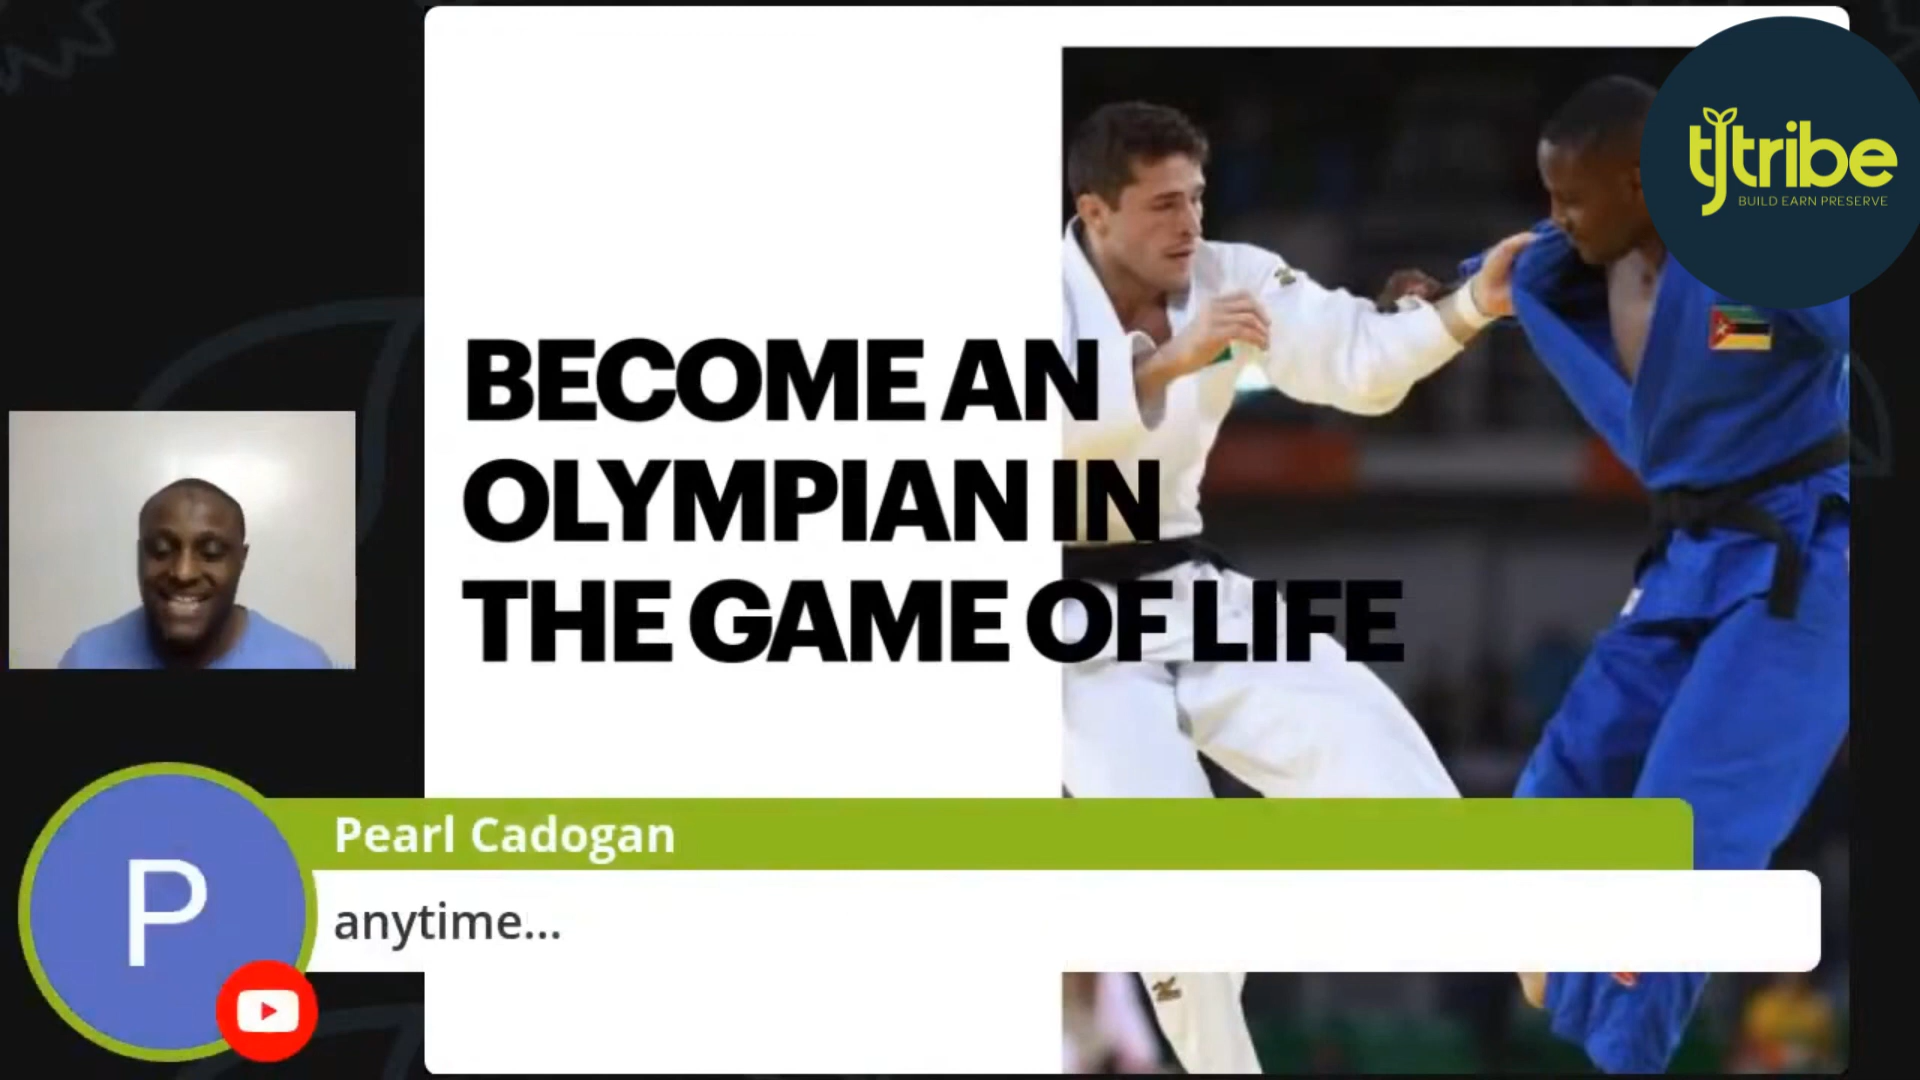 tjtribe
BUILD EARN PRESERVE
BECOME AN
OLYMPIAN IN
THE GAME OF LIFE
P
Pearl Cadogan
anytime...